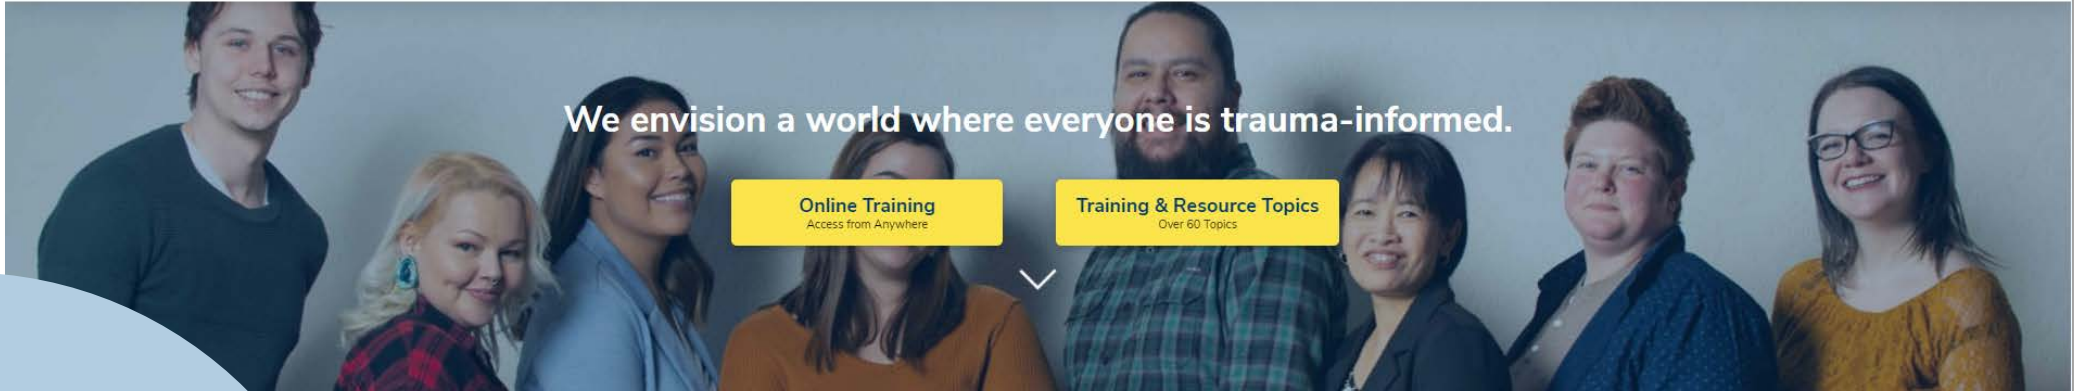 We envision a world where everyone is trauma-informed.
Online Training
Access from Anywhere
Training & Resource Topics
Over 60 Topics